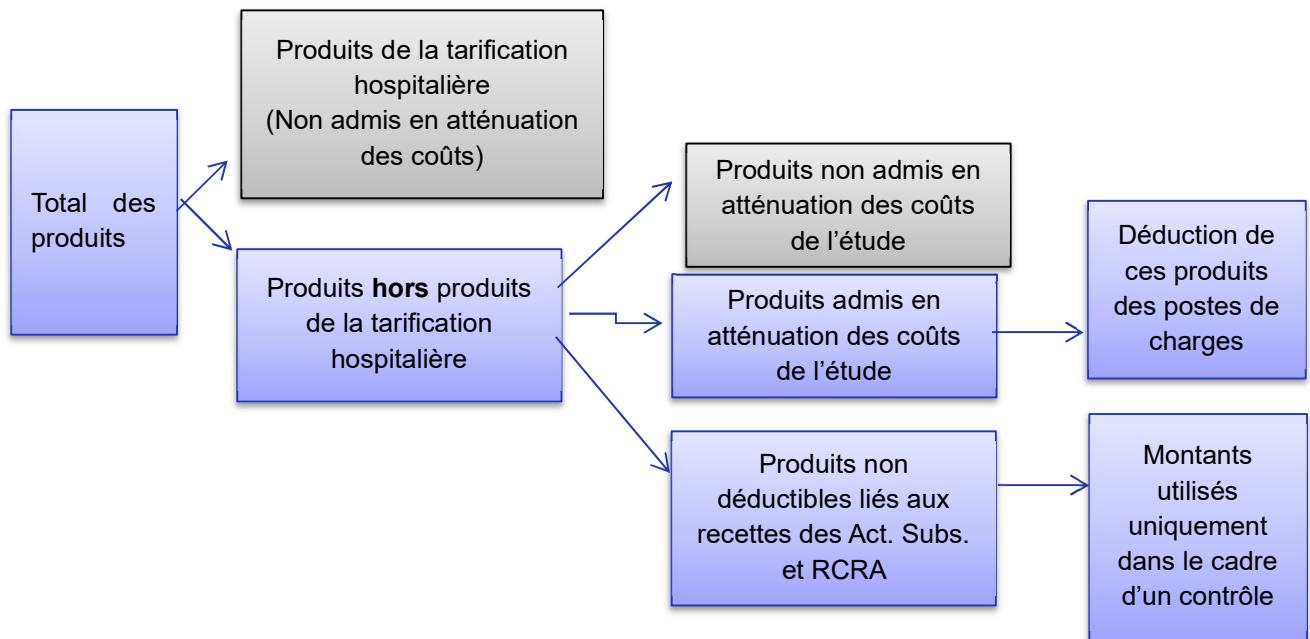 Total des
produits
Produits de la tarification
hospitalière
(Non admis en atténuation
des coûts)
Produits hors produits
de la tarification
hospitalière
Produits non admis en
atténuation des coûts
de l’étude
Produits admis en
atténuation des coûts
de l’étude
Déduction de
ces produits
des postes de
charges
Produits non
déductibles liés aux
recettes des Act. Subs.
et RCRA
Montants
utilisés
uniquement
dans le cadre
d’un contrôle